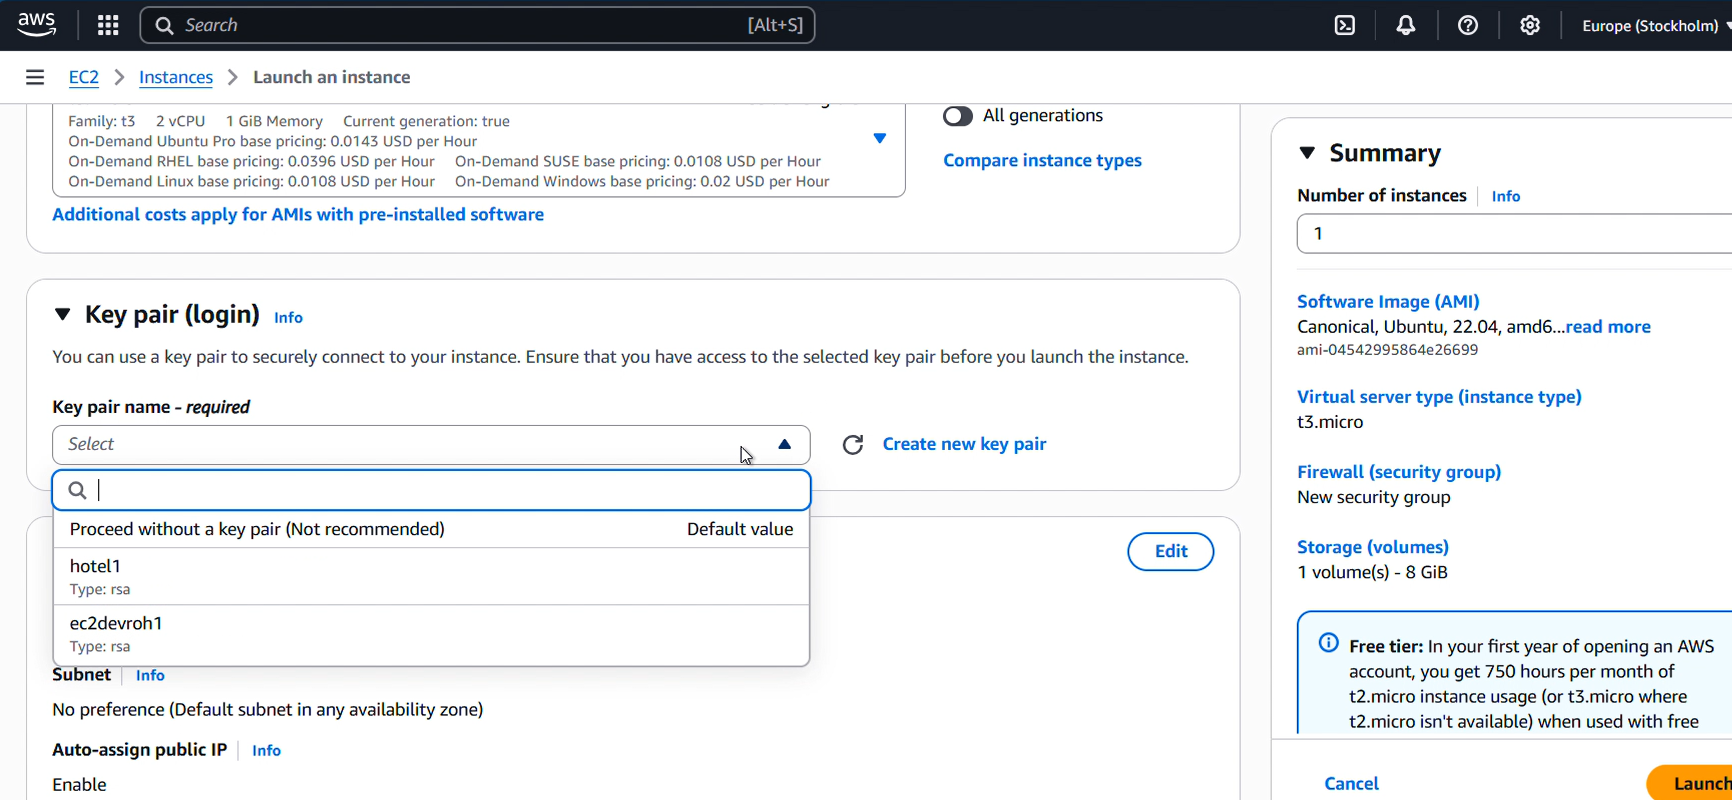 aws
Search [Alt+S]
Europe (Stockholm)
EC2 Instances Launch an instance
Family: t3 2 vCPU 1 GiB Memory Current generation: true
On-Demand Ubuntu Pro base pricing: 0.0143 USD per Hour
On-Demand RHEL base pricing: 0.0396 USD per Hour On-Demand SUSE base pricing: 0.0108 USD per Hour
On-Demand Linux base pricing: 0.0108 USD per Hour On-Demand Windows base pricing: 0.02 USD per Hour
Additional costs apply for AMIs with pre-installed software
All generations
Compare instance types
Key pair (login) Info
You can use a key pair to securely connect to your instance. Ensure that you have access to the selected key pair before you launch the instance.
Key pair name - required
Select
Create new key pair
Proceed without a key pair (Not recommended) Default value
hotel1
Type: rsa
ec2devroh1
Type: rsa
Edit
Subnet Info
No preference (Default subnet in any availability zone)
Auto-assign public IP Info
Enable
Summary
Number of instances Info
1
Software Image (AMI)
Canonical, Ubuntu, 22.04, amd6...read more
ami-04542995864e26699
Virtual server type (instance type)
t3.micro
Firewall (security group)
New security group
Storage (volumes)
1 volume(s) - 8 GiB
Free tier: In your first year of opening an AWS
account, you get 750 hours per month of
t2.micro instance usage (or t3.micro where
t2.micro isn't available) when used with free
Cancel
Launch